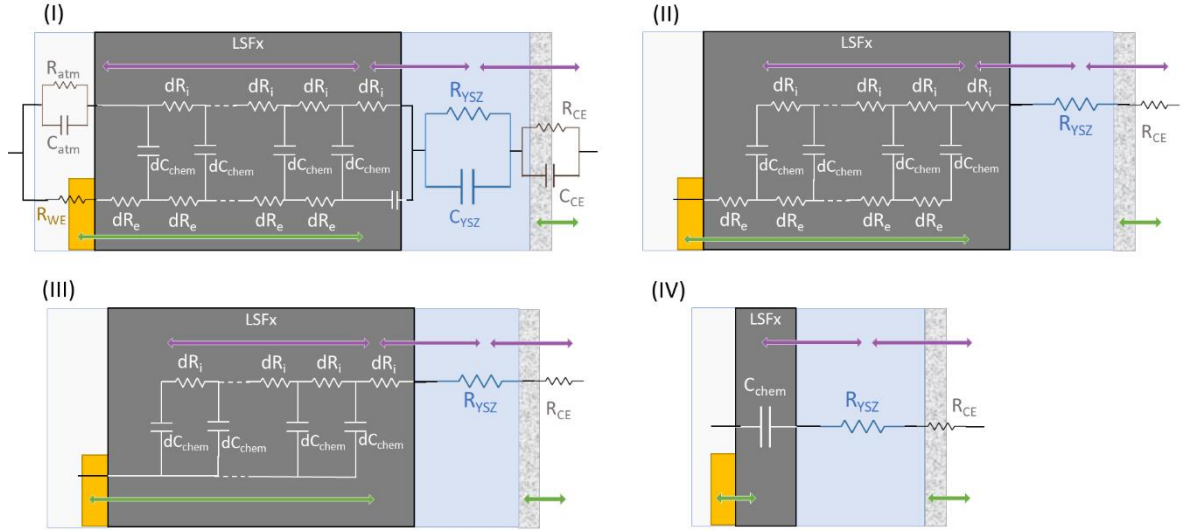 (I)
LSFx
R_atm
C_atm
R_WE
dR_i dR_i dR_i dR_i
dC_chem dC_chem dC_chem dC_chem
dR_e dR_e dR_e dR_e
R_YSZ
C_YSZ
R_CE
C_CE
(II)
LSFx
dR_i dR_i dR_i dR_i
dC_chem dC_chem dC_chem dC_chem
dR_e dR_e dR_e dR_e
R_YSZ
R_CE
(III)
LSFx
dR_i dR_i dR_i dR_i
dC_chem dC_chem dC_chem dC_chem
R_YSZ
R_CE
(IV)
LSFx
C_chem
R_YSZ
R_CE